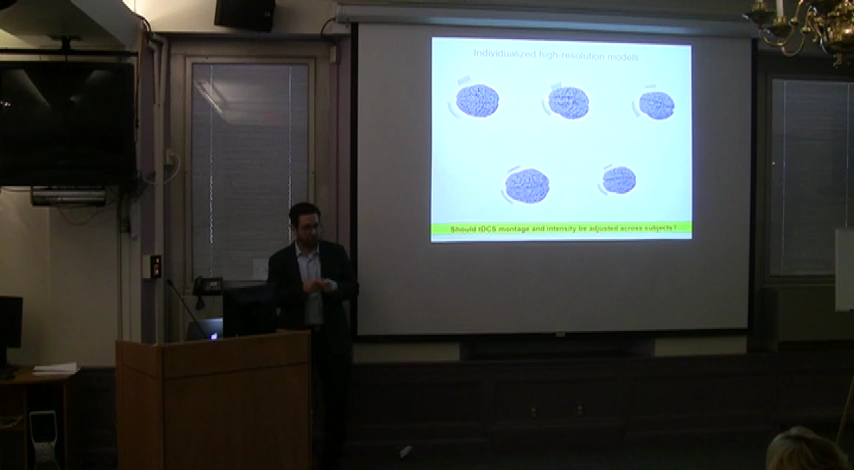 Individualized high-resolution models
Should tDCS montage and intensity be adjusted across subjects?